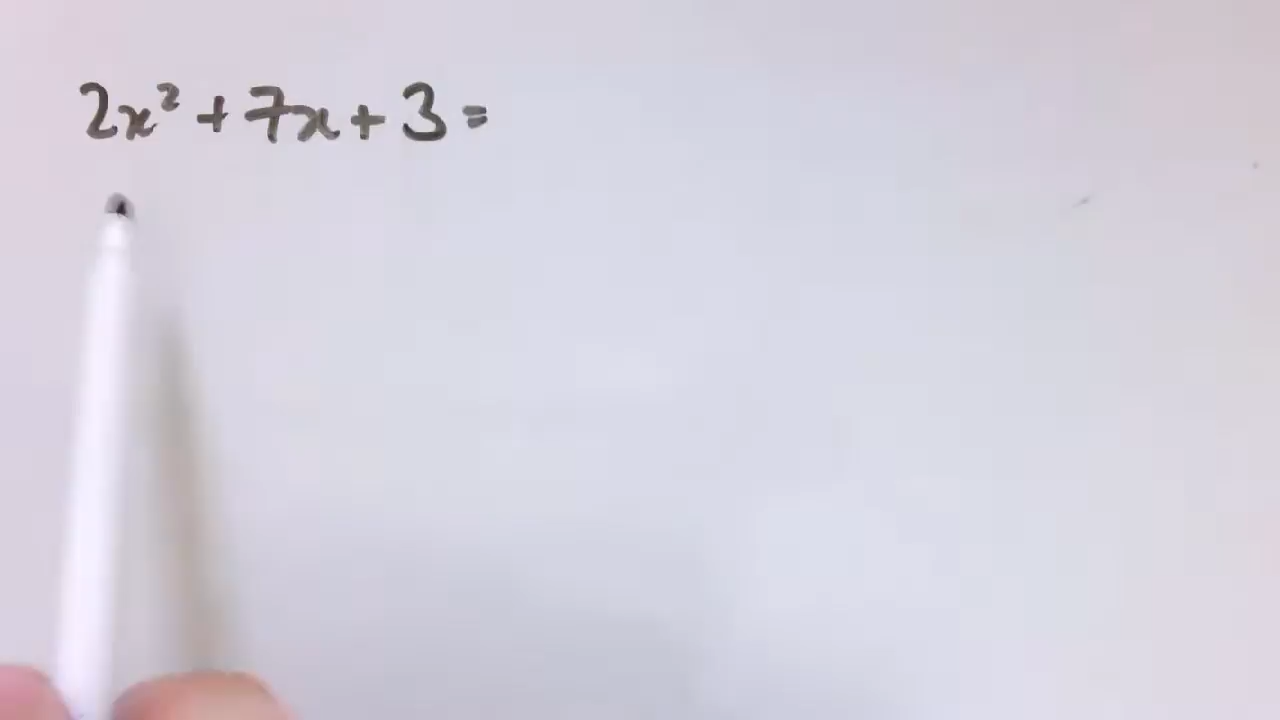 2x² + 7x + 3 =